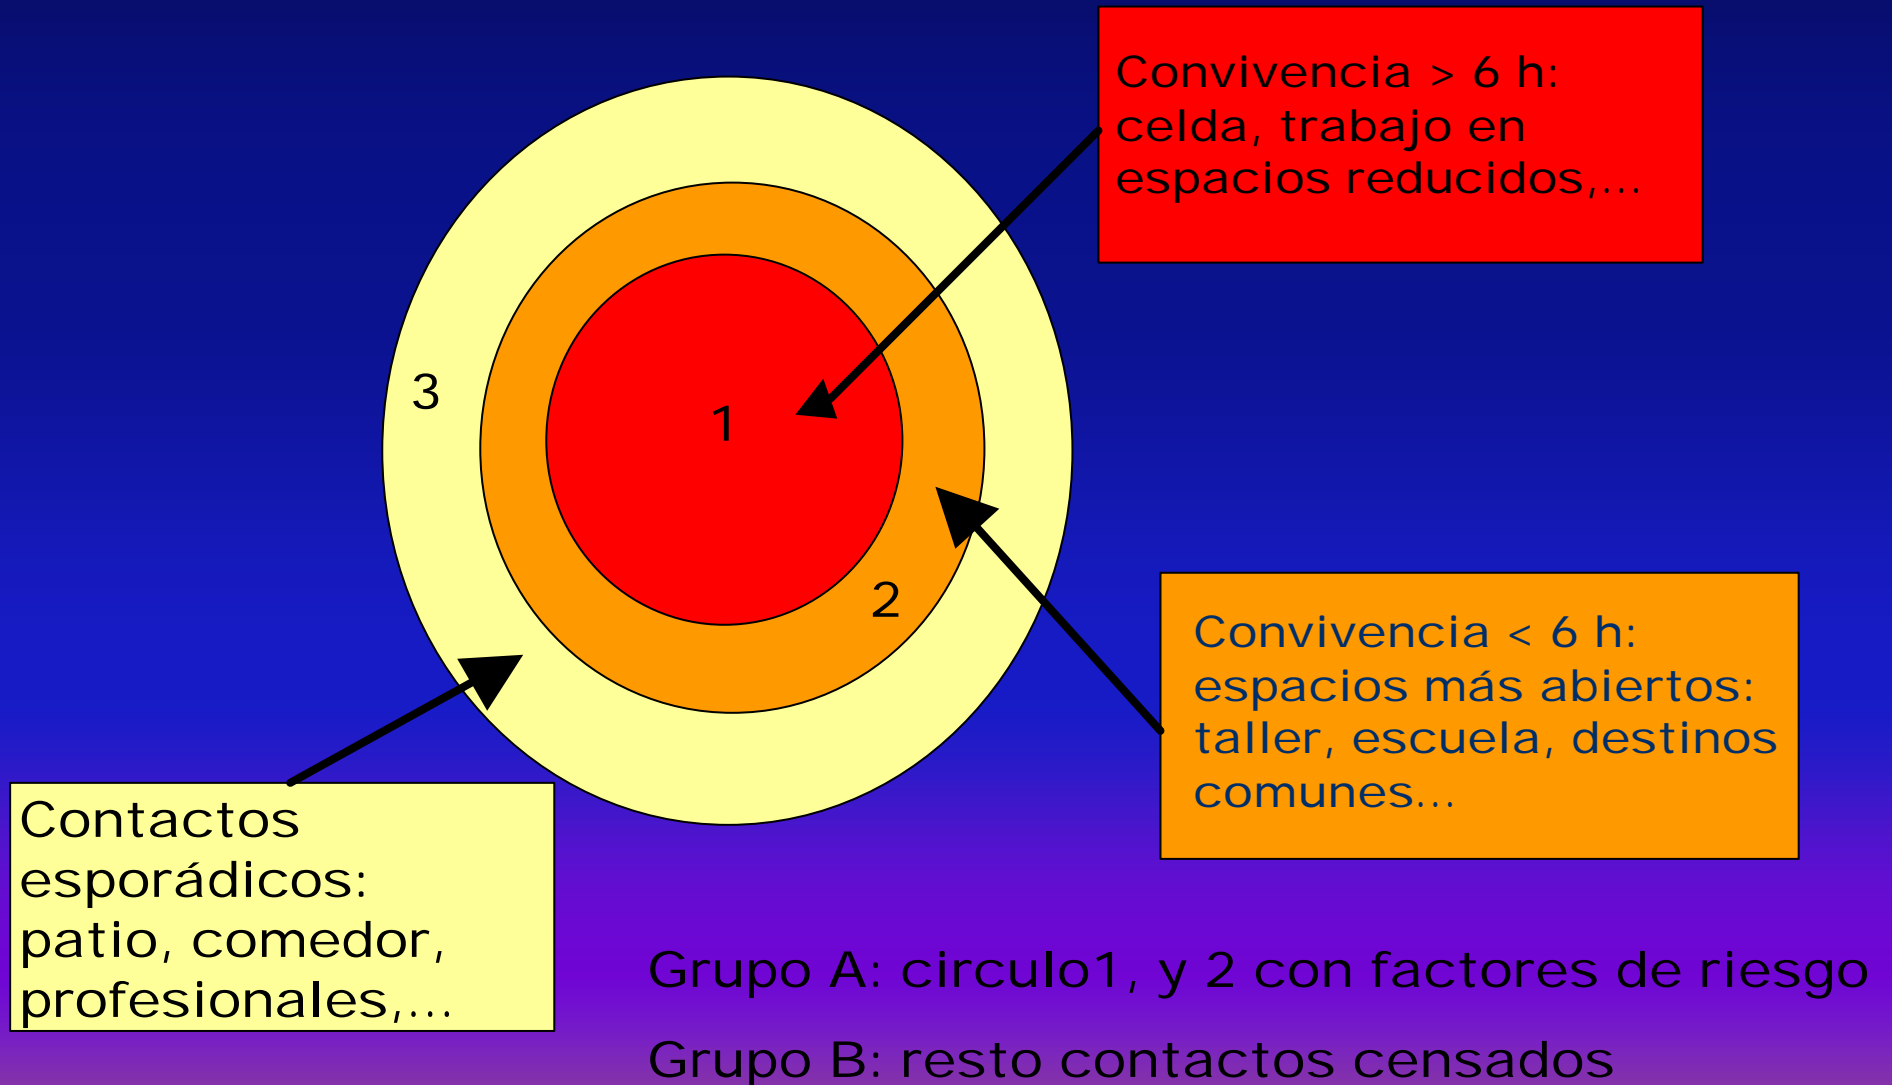 Convivencia > 6 h:
celda, trabajo en
espacios reducidos,...
3
1
2
Convivencia < 6 h:
espacios más abiertos:
taller, escuela, destinos
comunes...
Contactos
esporádicos:
patio, comedor,
profesionales,...
Grupo A: circulo1, y 2 con factores de riesgo
Grupo B: resto contactos censados